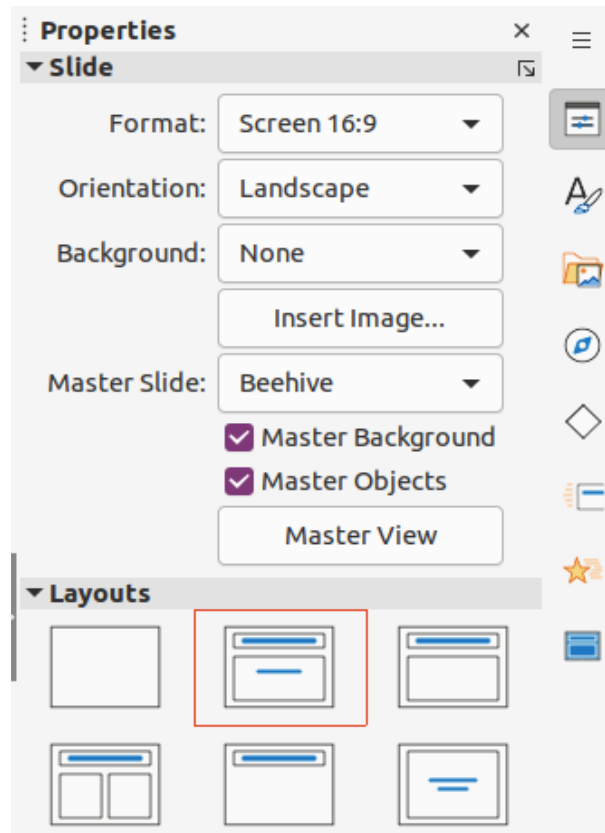 Properties
Slide
Format: Screen 16:9
Orientation: Landscape
Background: None
Insert Image...
Master Slide: Beehive
Master Background
Master Objects
Master View
Layouts